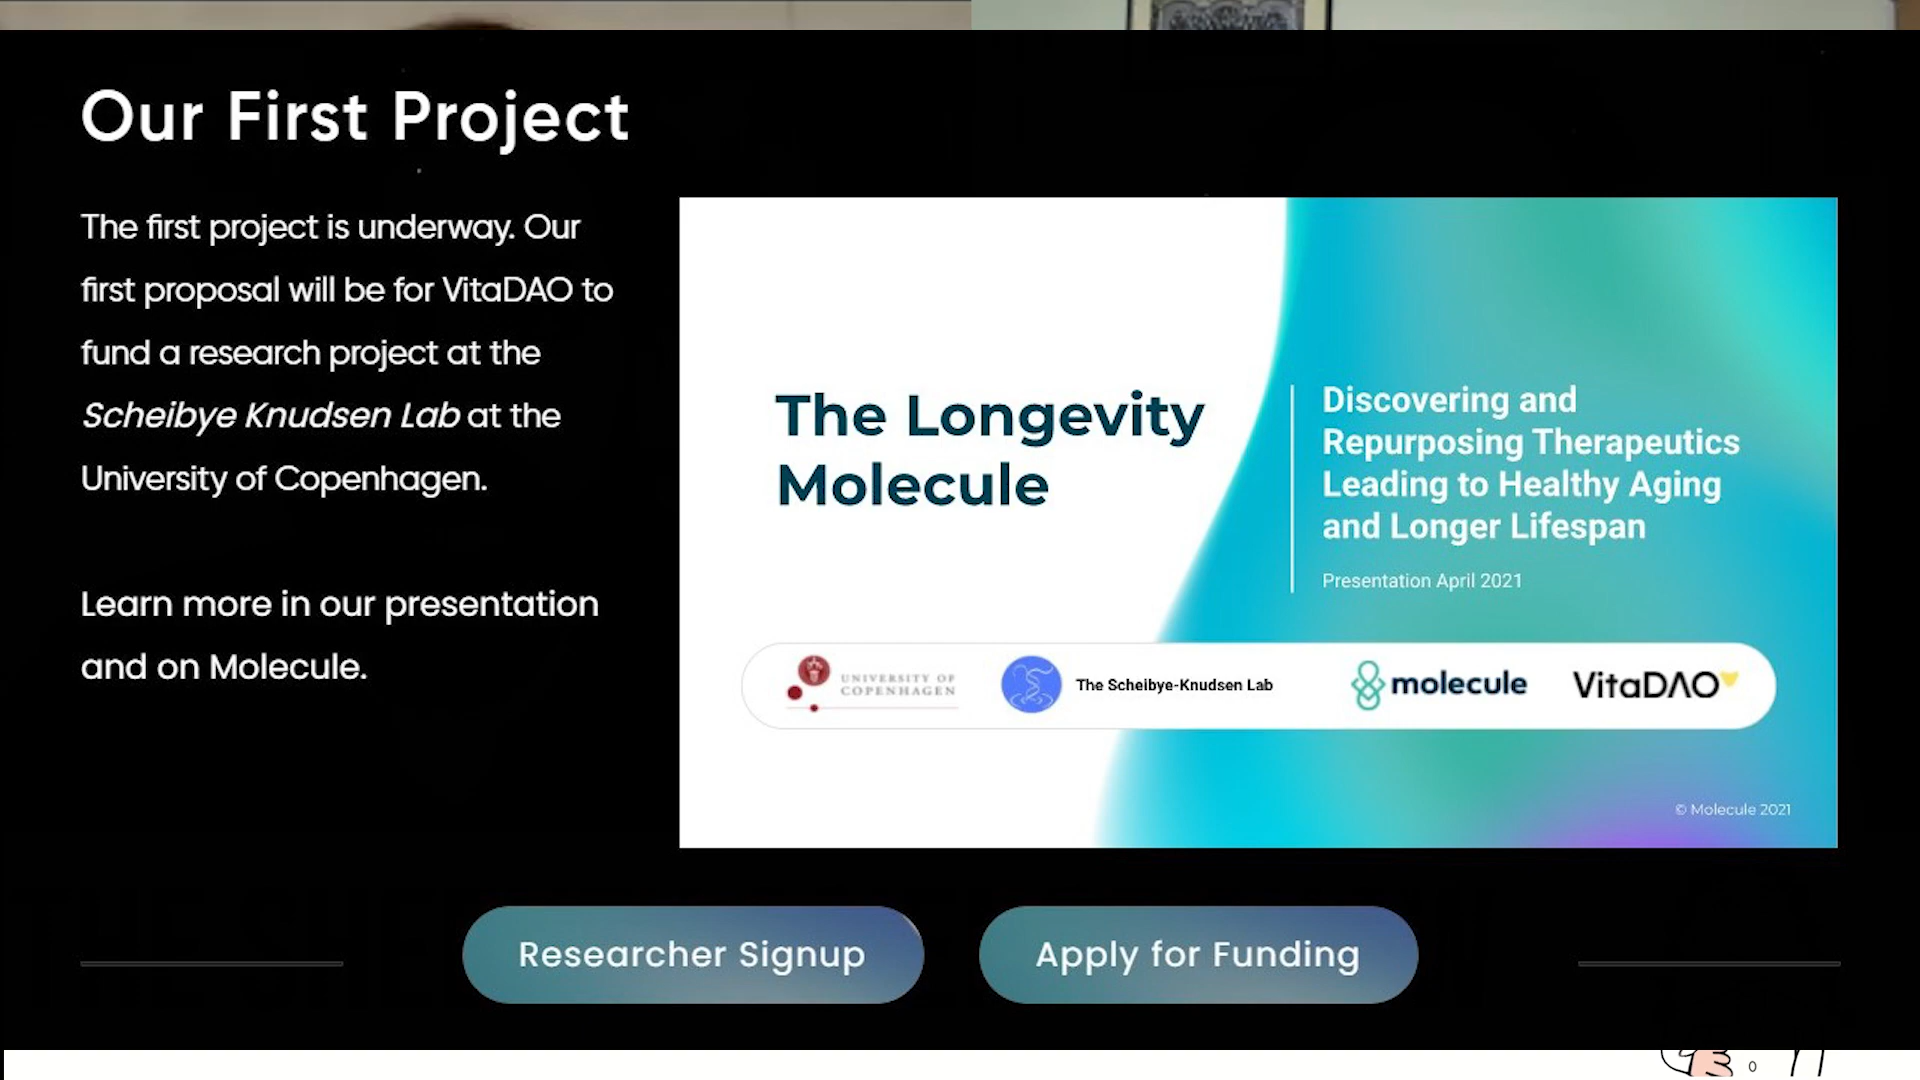 Our First Project
The first project is underway. Our
first proposal will be for VitaDAO to
fund a research project at the
Scheibye Knudsen Lab at the
University of Copenhagen.
Learn more in our presentation
and on Molecule.
The Longevity
Molecule
Discovering and
Repurposing Therapeutics
Leading to Healthy Aging
and Longer Lifespan
Presentation April 2021
UNIVERSITY OF
COPENHAGEN
The Scheibye-Knudsen Lab
molecule
VitaDAO
© Molecule 2021
Researcher Signup
Apply for Funding